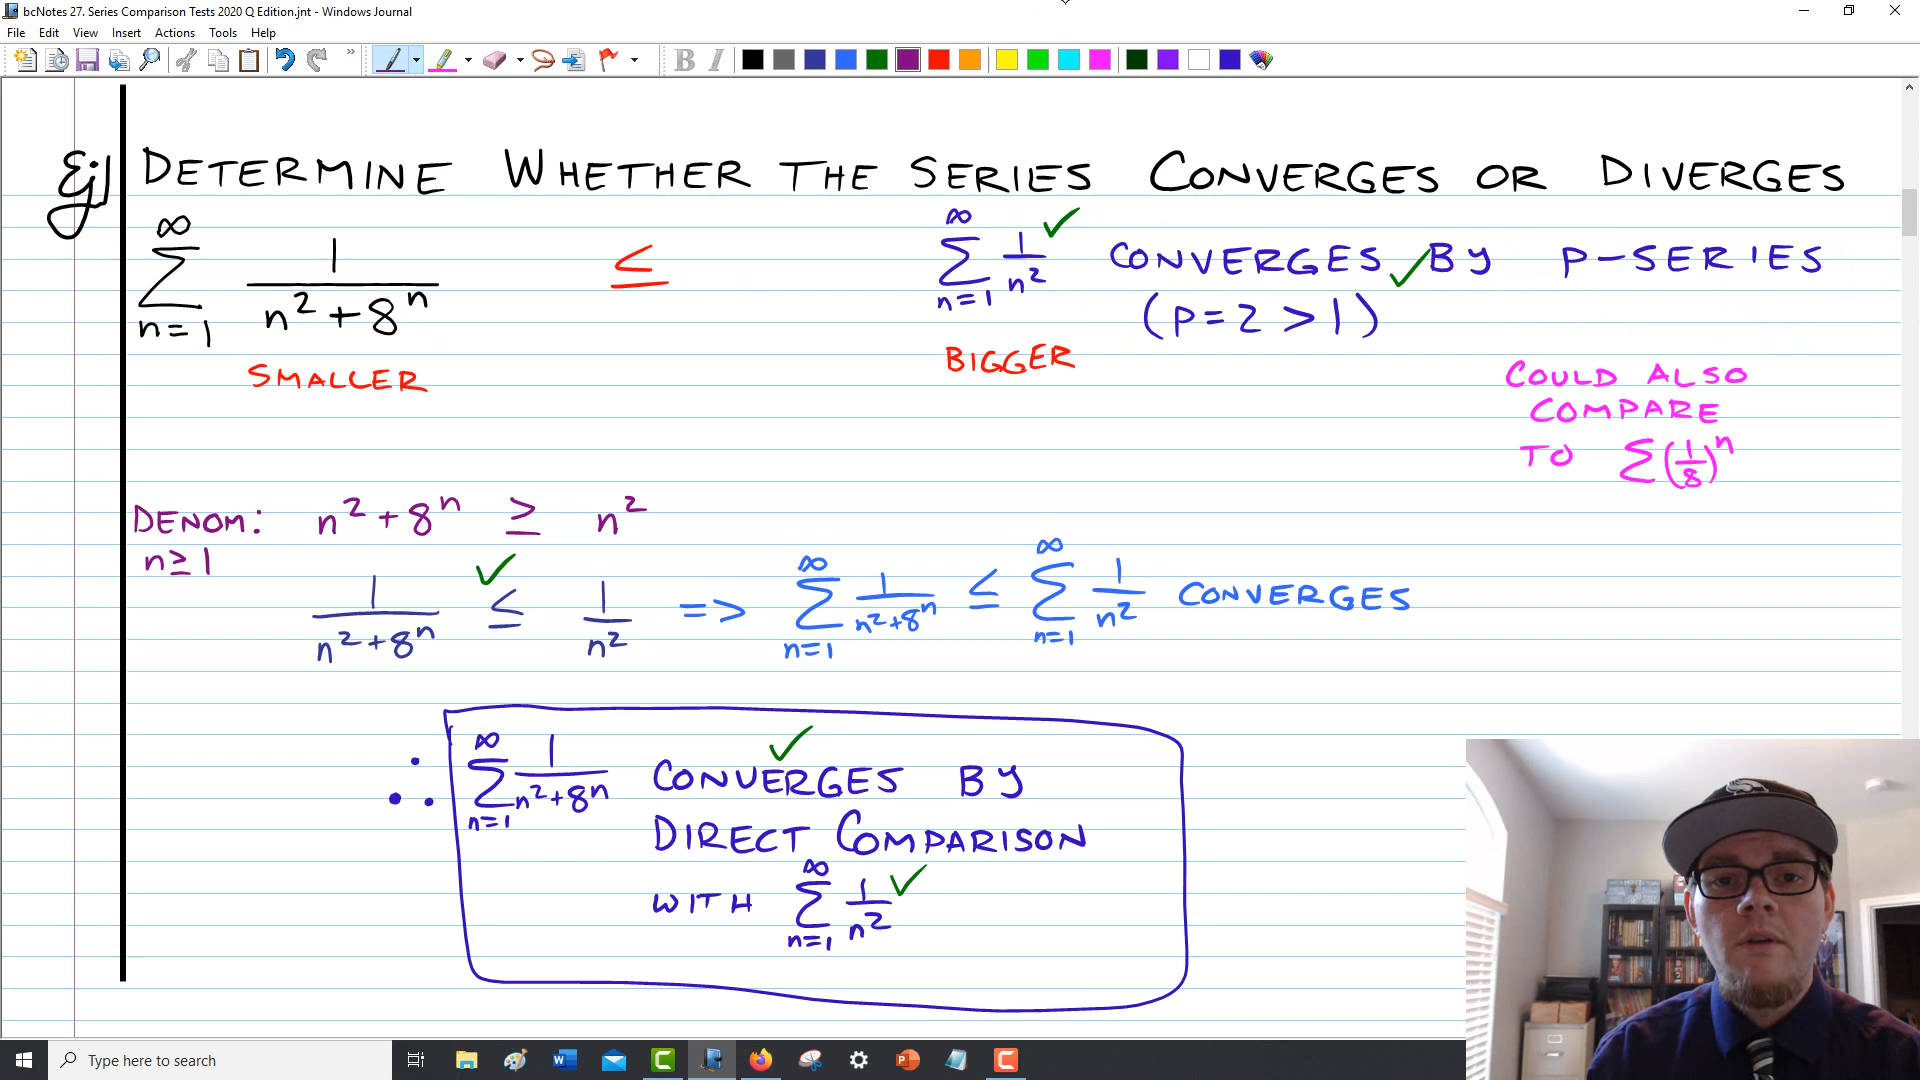 bcNotes 27. Series Comparison Tests 2020 Q Edition.jnt - Windows Journal
File Edit View Insert Actions Tools Help
B I
Ej DETERMINE WHETHER THE SERIES CONVERGES OR DIVERGES
∞ Σ n=1 1/(n²+8ⁿ) ≤ ∞ Σ n=1 1/n² ✓ CONVERGES ✓ BY P-SERIES
(P=2>1)
SMALLER BIGGER
COULD ALSO
COMPARE
TO Σ(1/8)ⁿ
DENOM: n²+8ⁿ ≥ n²
n≥1 ✓
1/(n²+8ⁿ) ≤ 1/n² => ∞ Σ n=1 1/(n²+8ⁿ) ≤ ∞ Σ n=1 1/n² CONVERGES
∴ ∞ Σ n=1 1/(n²+8ⁿ) CONVERGES ✓ BY
DIRECT COMPARISON
WITH ∞ Σ n=1 1/n² ✓
Type here to search